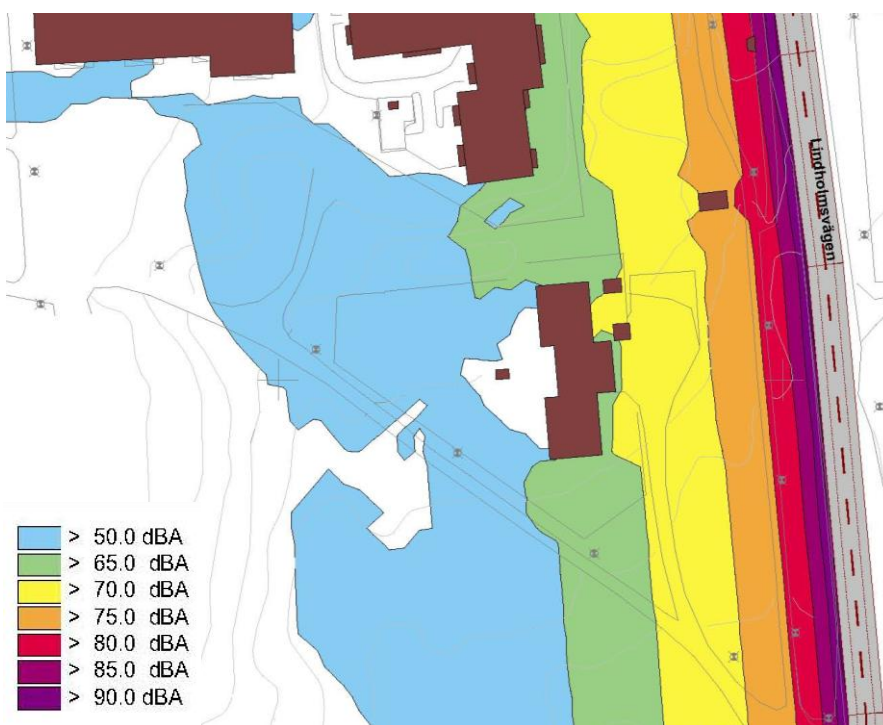 Lindholmsvägen
> 50.0 dBA
> 65.0 dBA
> 70.0 dBA
> 75.0 dBA
> 80.0 dBA
> 85.0 dBA
> 90.0 dBA